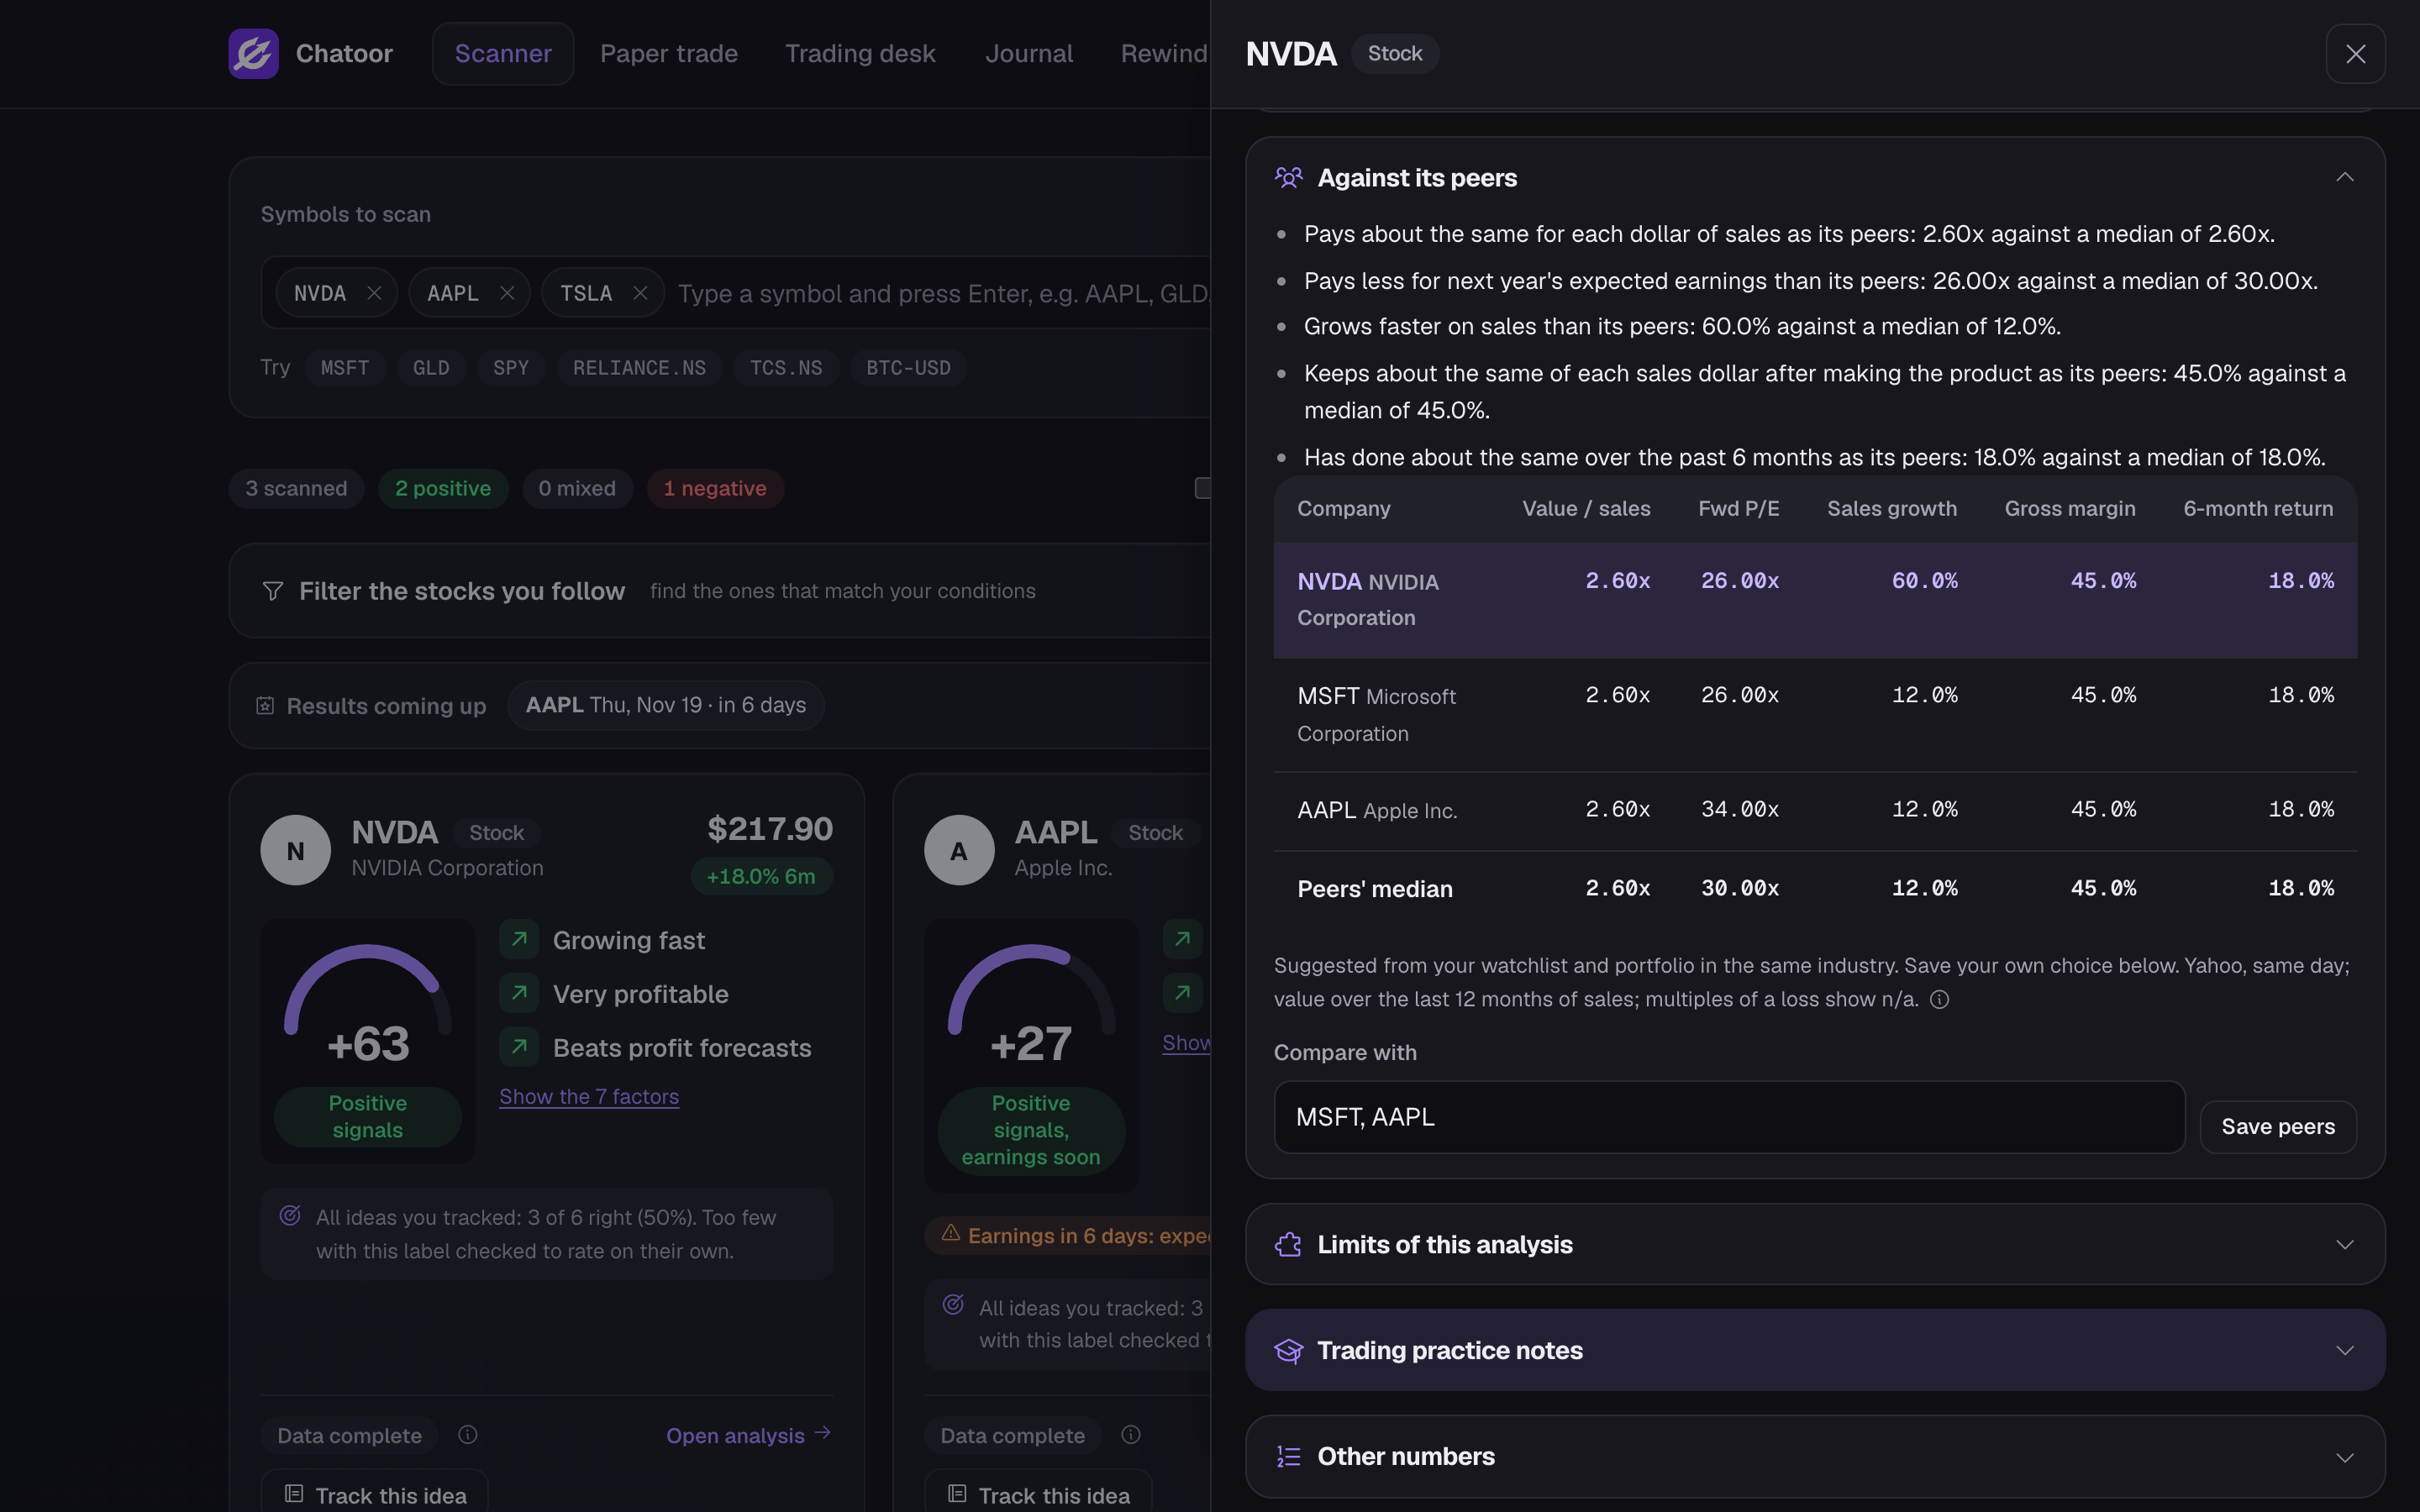 Chatoor
Scanner
Paper trade
Trading desk
Journal
Rewind
Symbols to scan
NVDA
AAPL
TSLA
Type a symbol and press Enter, e.g. AAPL, GLD,
Try
MSFT
GLD
SPY
RELIANCE.NS
TCS.NS
BTC-USD
3 scanned
2 positive
0 mixed
1 negative
Filter the stocks you follow
find the ones that match your conditions
Results coming up
AAPL Thu, Nov 19 · in 6 days
NVDA Stock
NVIDIA Corporation
$217.90
+18.0% 6m
+63
Positive
signals
Growing fast
Very profitable
Beats profit forecasts
Show the 7 factors
All ideas you tracked: 3 of 6 right (50%). Too few
with this label checked to rate on their own.
Data complete
Open analysis
Track this idea
N
A
AAPL Stock
Apple Inc.
+27
Positive
signals,
earnings soon
Show
Earnings in 6 days: expe
All ideas you tracked: 3
with this label checked t
Data complete
Track this idea
NVDA Stock
Against its peers
Pays about the same for each dollar of sales as its peers: 2.60x against a median of 2.60x.
Pays less for next year's expected earnings than its peers: 26.00x against a median of 30.00x.
Grows faster on sales than its peers: 60.0% against a median of 12.0%.
Keeps about the same of each sales dollar after making the product as its peers: 45.0% against a
median of 45.0%.
Has done about the same over the past 6 months as its peers: 18.0% against a median of 18.0%.
Company Value / sales Fwd P/E Sales growth Gross margin 6-month return
NVDA NVIDIA 2.60x 26.00x 60.0% 45.0% 18.0%
Corporation
MSFT Microsoft 2.60x 26.00x 12.0% 45.0% 18.0%
Corporation
AAPL Apple Inc. 2.60x 34.00x 12.0% 45.0% 18.0%
Peers' median 2.60x 30.00x 12.0% 45.0% 18.0%
Suggested from your watchlist and portfolio in the same industry. Save your own choice below. Yahoo, same day;
value over the last 12 months of sales; multiples of a loss show n/a.
Compare with
MSFT, AAPL
Save peers
Limits of this analysis
Trading practice notes
Other numbers